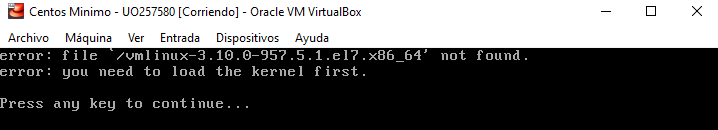 Centos Minimo - UO257580 [Corriendo] - Oracle VM VirtualBox
Archivo Máquina Ver Entrada Dispositivos Ayuda
error: file `/vmlinux-3.10.0-957.5.1.el7.x86_64' not found.
error: you need to load the kernel first.
Press any key to continue...